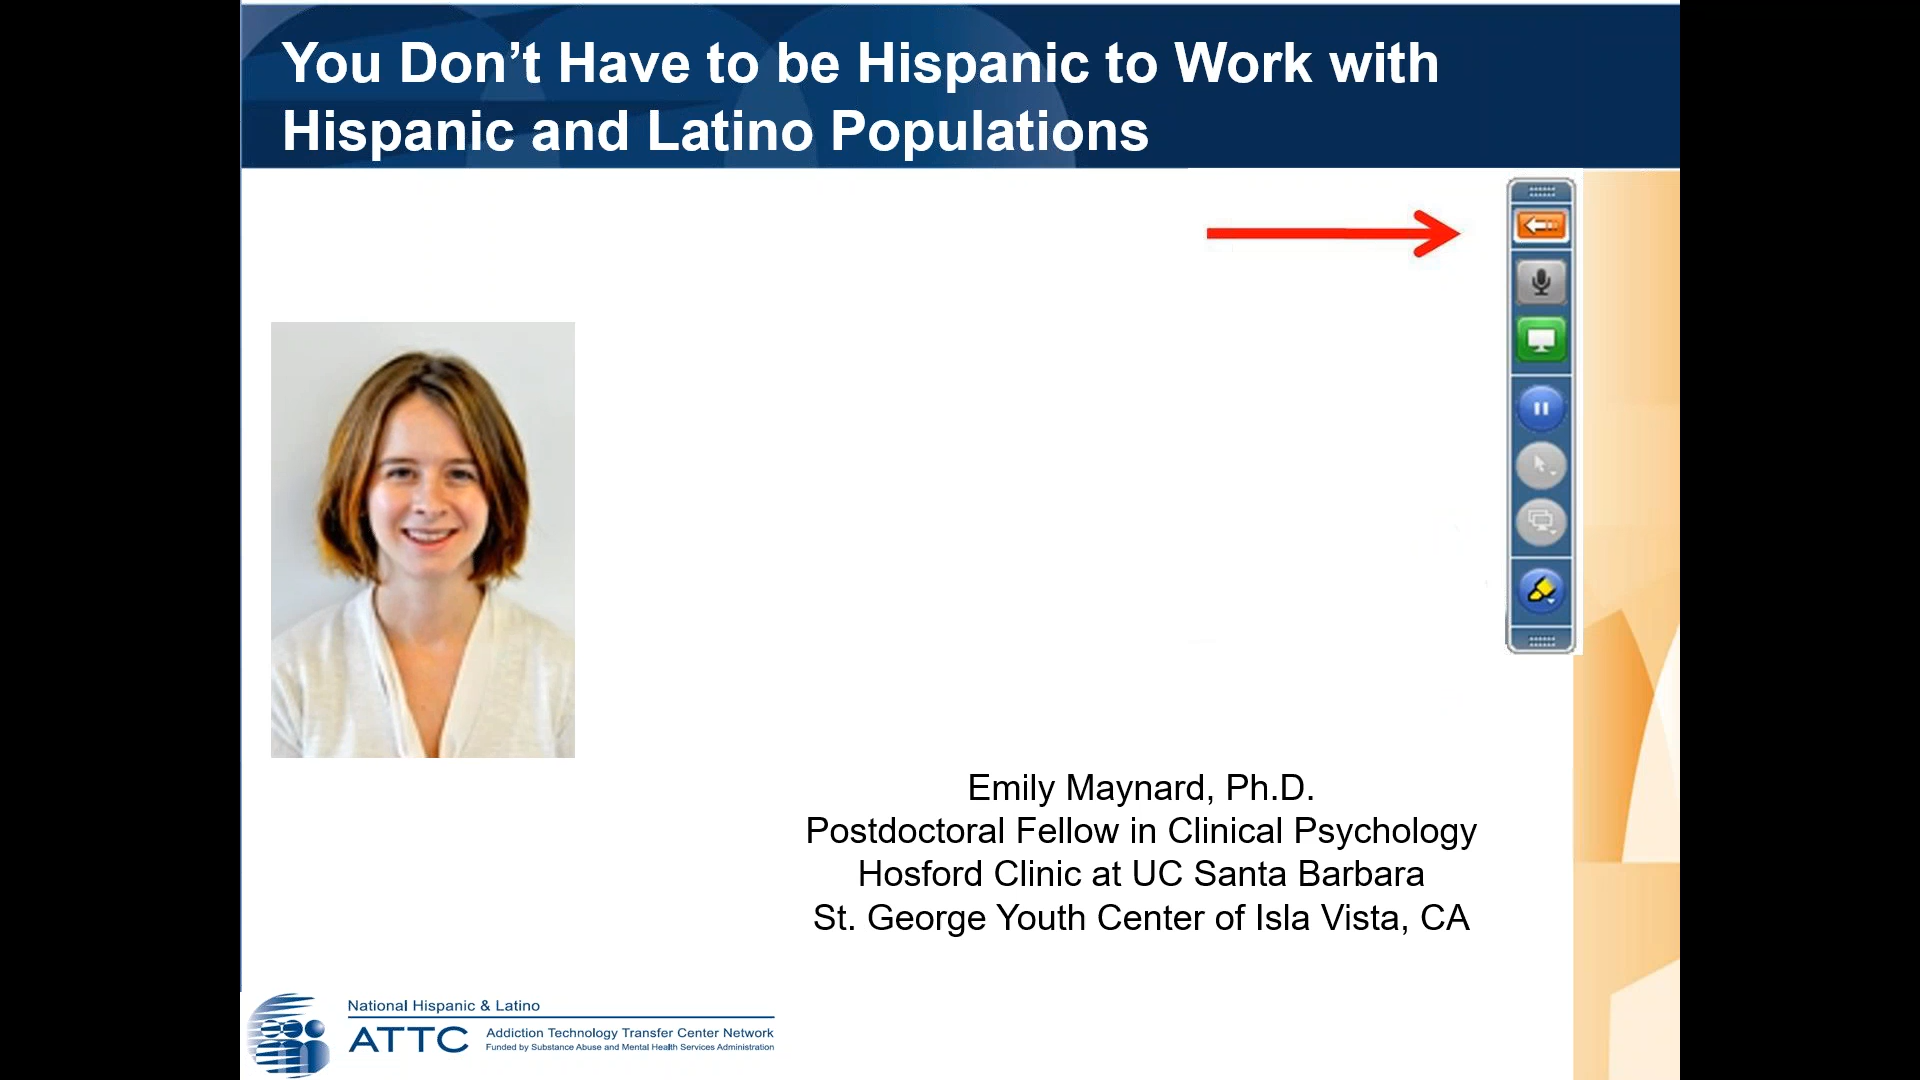 You Don’t Have to be Hispanic to Work with
Hispanic and Latino Populations
Emily Maynard, Ph.D.
Postdoctoral Fellow in Clinical Psychology
Hosford Clinic at UC Santa Barbara
St. George Youth Center of Isla Vista, CA
National Hispanic & Latino
ATTC
Addiction Technology Transfer Center Network
Funded by Substance Abuse and Mental Health Services Administration